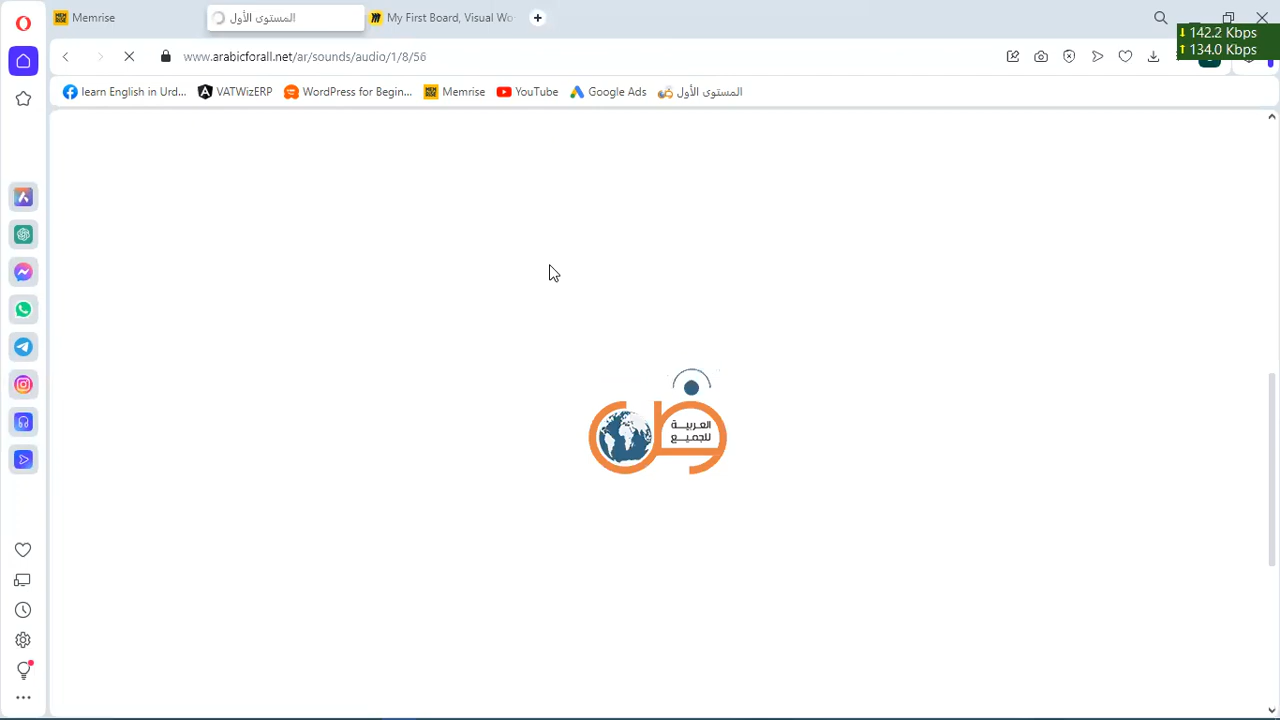 Memrise
المستوى الأول
My First Board, Visual Wo
142.2 Kbps
134.0 Kbps
www.arabicforall.net/ar/sounds/audio/1/8/56
learn English in Urd...
VATWizERP
WordPress for Begin...
Memrise
YouTube
Google Ads
المستوى الأول
العربية
للجميع